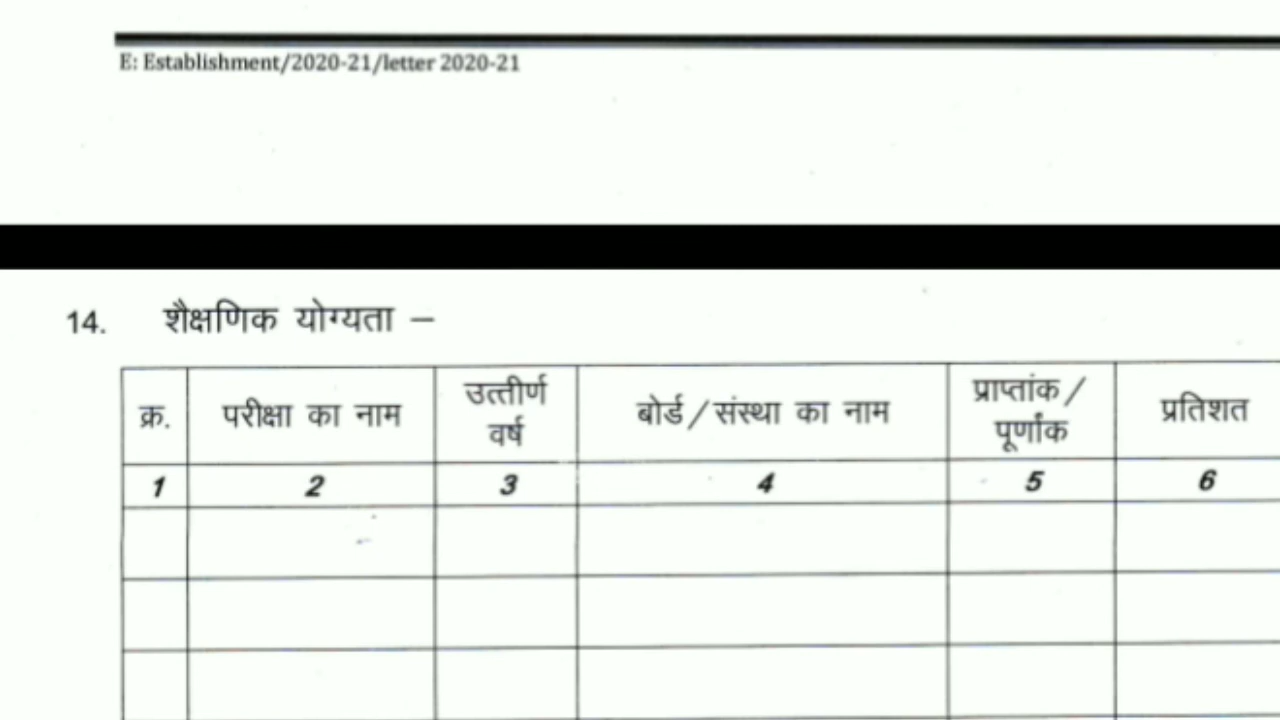 E: Establishment/2020-21/letter 2020-21
14. शैक्षणिक योग्यता –
क्र. परीक्षा का नाम उत्तीर्ण वर्ष बोर्ड/संस्था का नाम प्राप्तांक/ पूर्णांक प्रतिशत
1 2 3 4 5 6